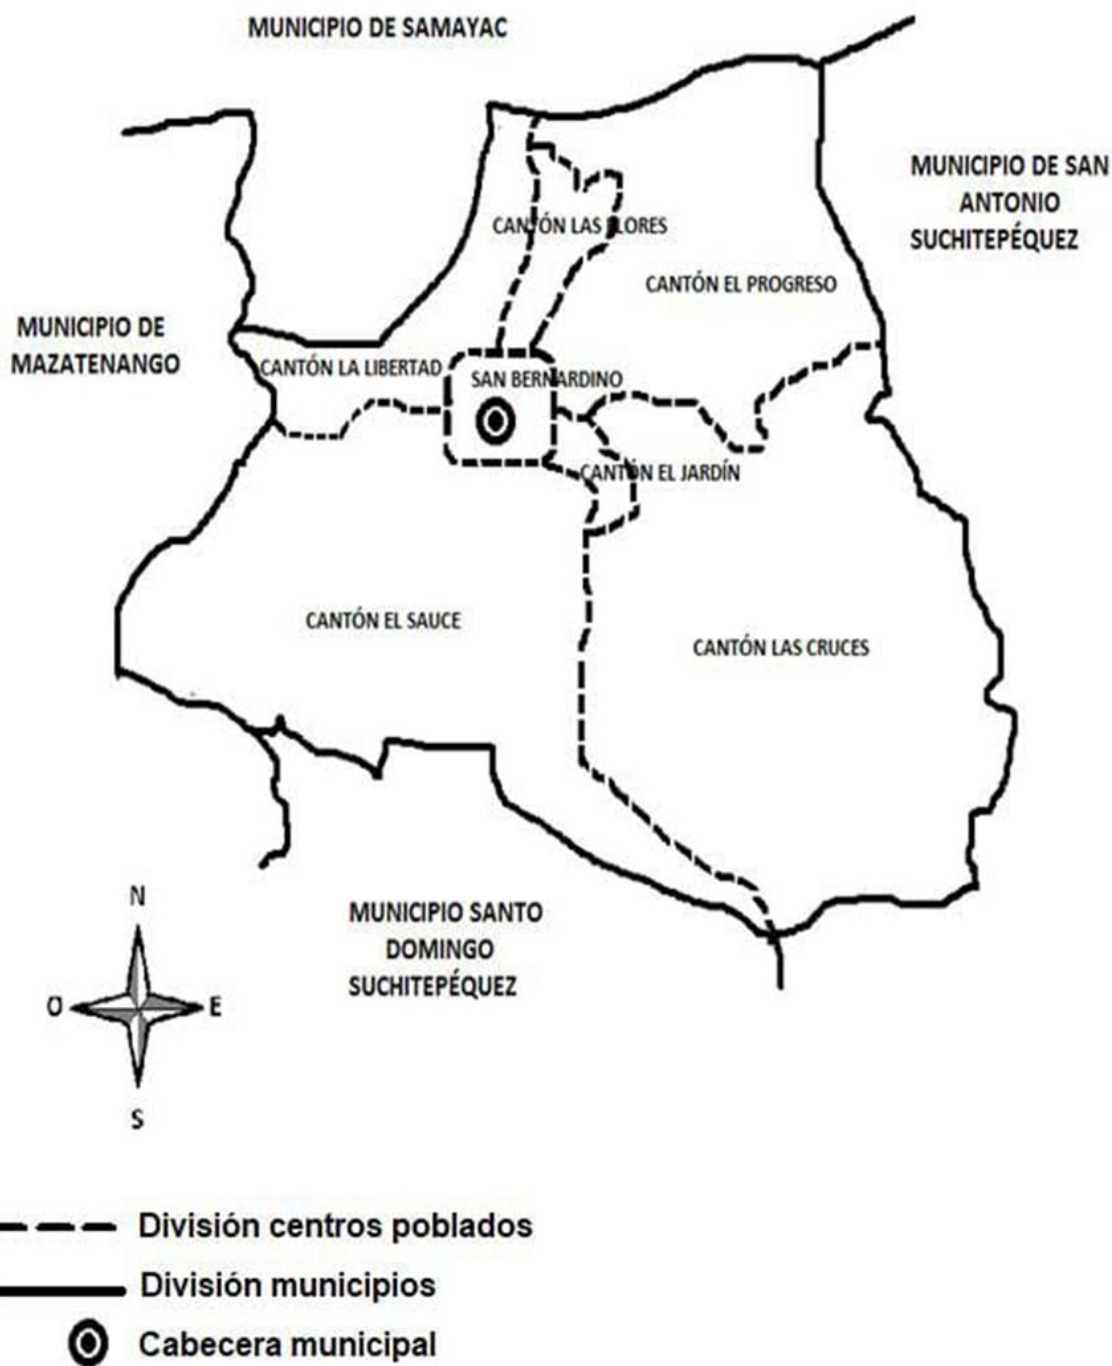 MUNICIPIO DE SAMAYAC
MUNICIPIO DE SAN
ANTONIO
SUCHITEPÉQUEZ
CANTÓN LAS FLORES
CANTÓN EL PROGRESO
MUNICIPIO DE
MAZATENANGO
CANTÓN LA LIBERTAD
SAN BERNARDINO
CANTÓN EL JARDÍN
CANTÓN EL SAUCE
CANTÓN LAS CRUCES
MUNICIPIO SANTO
DOMINGO
SUCHITEPÉQUEZ
N
O
E
S
División centros poblados
División municipios
Cabecera municipal